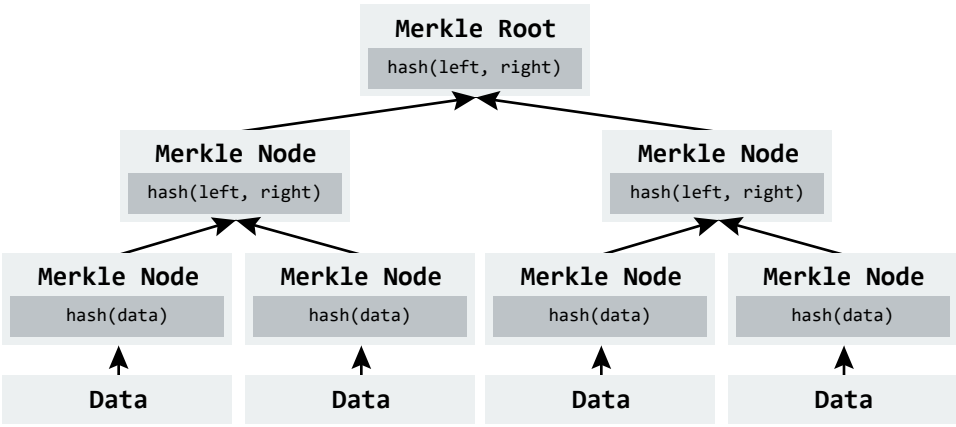 Merkle Root
hash(left, right)
Merkle Node
hash(left, right)
Merkle Node
hash(left, right)
Merkle Node
hash(data)
Merkle Node
hash(data)
Merkle Node
hash(data)
Merkle Node
hash(data)
Data
Data
Data
Data